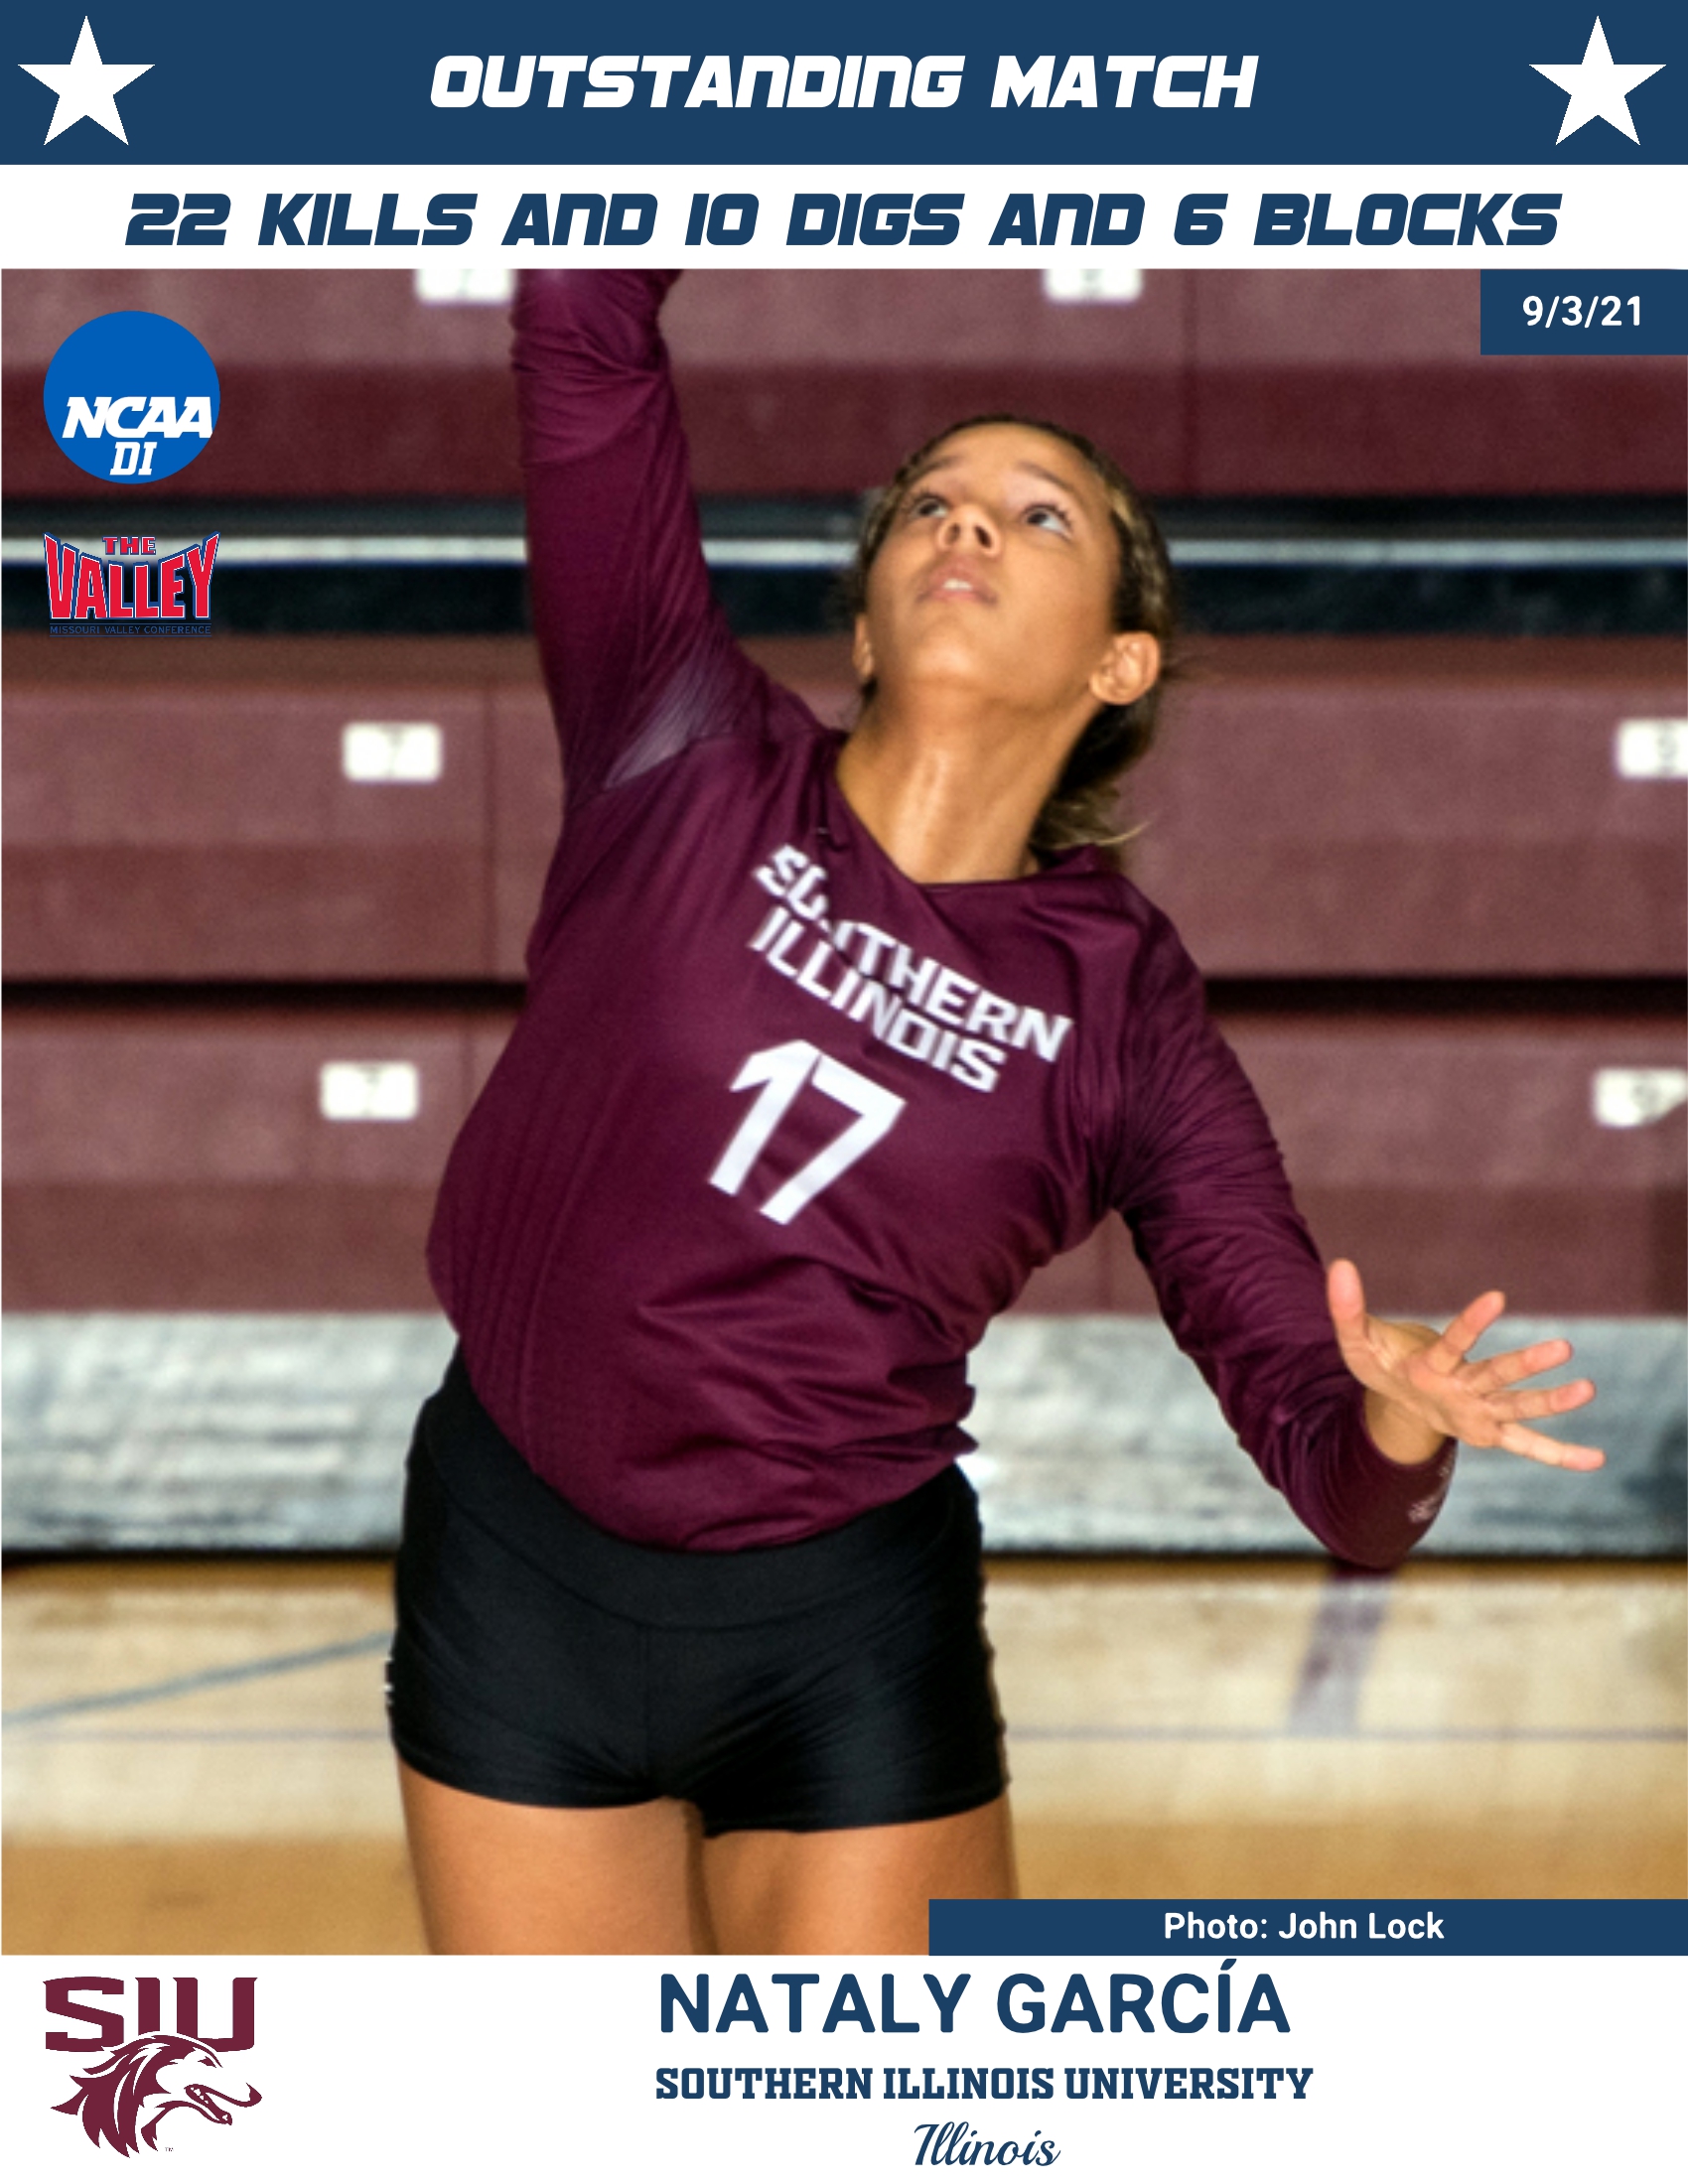 OUTSTANDING MATCH
22 KILLS AND 10 DIGS AND 6 BLOCKS
9/3/21
NCAA
DI
THE
VALLEY
MISSOURI VALLEY CONFERENCE
SOUTHERN
ILLINOIS
17
Photo: John Lock
SIU
NATALY GARCÍA
SOUTHERN ILLINOIS UNIVERSITY
Illinois